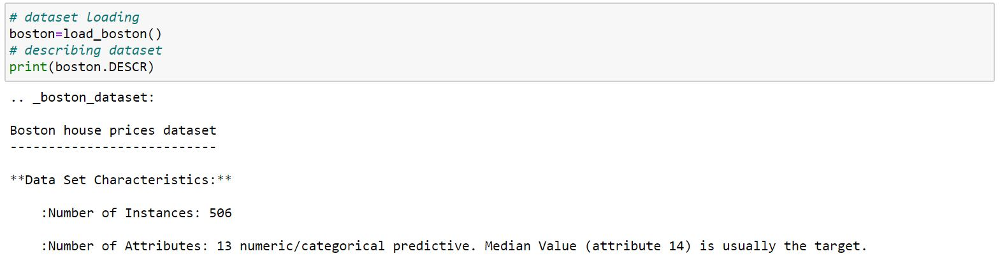 # dataset loading
boston=load_boston()
# describing dataset
print(boston.DESCR)
.. _boston_dataset:
Boston house prices dataset
---------------------------
**Data Set Characteristics:**
:Number of Instances: 506
:Number of Attributes: 13 numeric/categorical predictive. Median Value (attribute 14) is usually the target.